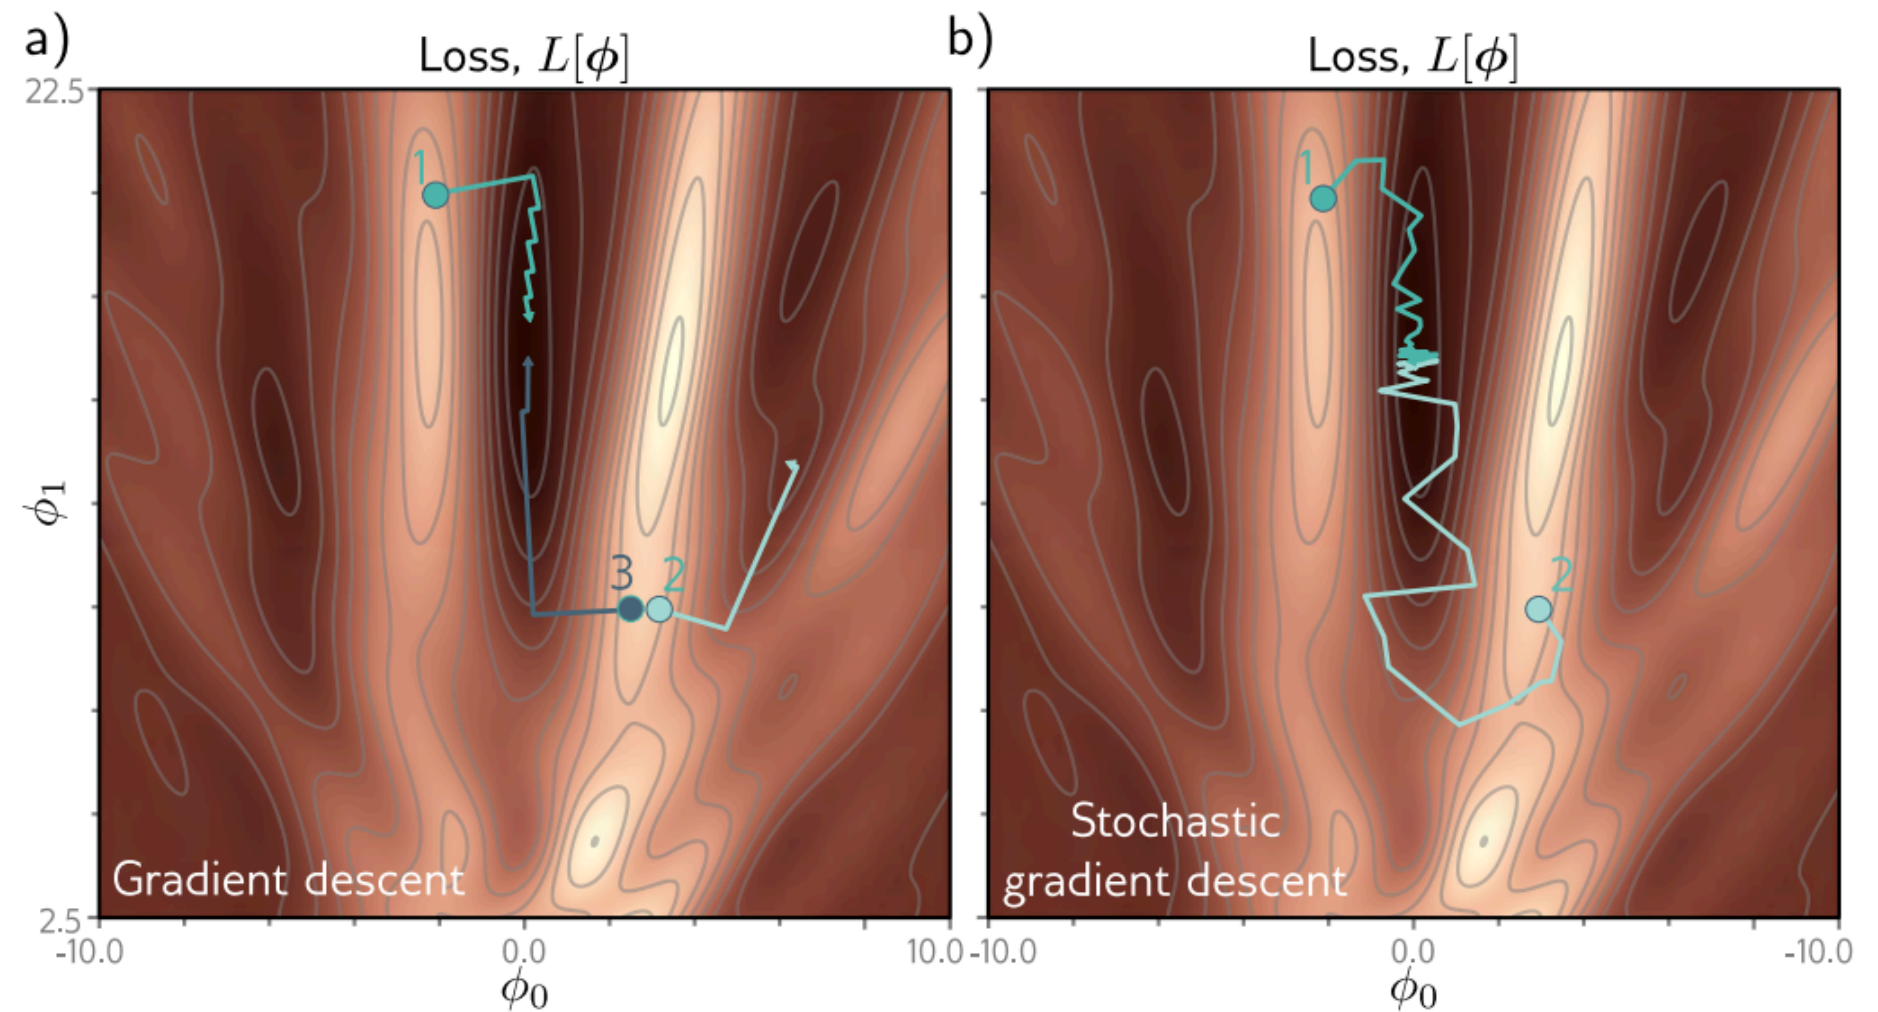 a)
Loss, L[ϕ]
22.5
1
3 2
ϕ₁
Gradient descent
2.5
-10.0 0.0 10.0
ϕ₀
b)
Loss, L[ϕ]
1
2
Stochastic
gradient descent
-10.0 0.0 -10.0
ϕ₀